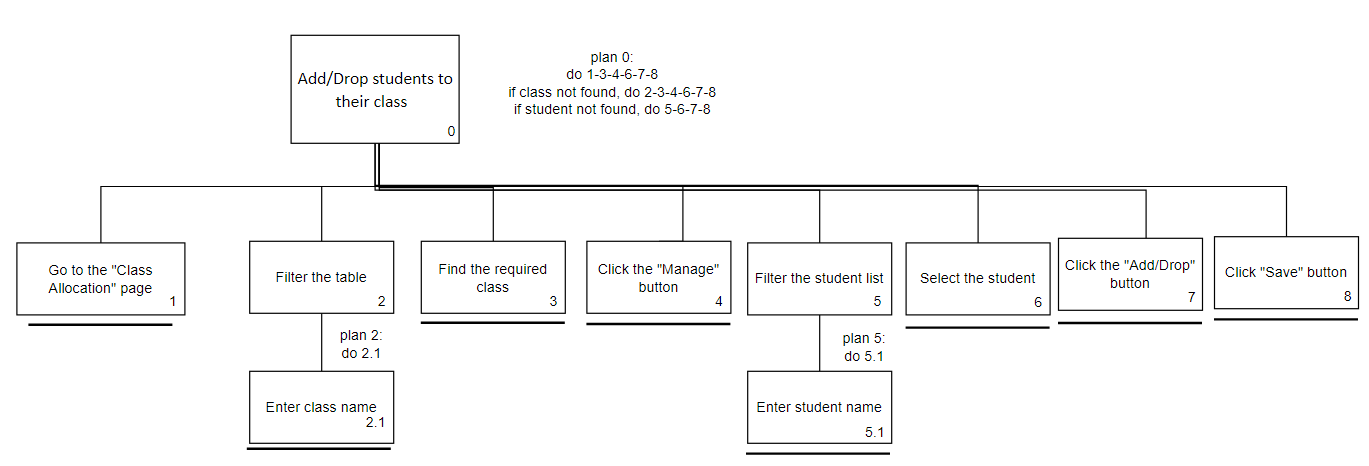 Add/Drop students to
their class
0
plan 0:
do 1-3-4-6-7-8
if class not found, do 2-3-4-6-7-8
if student not found, do 5-6-7-8
Go to the "Class
Allocation" page
1
Filter the table
2
Find the required
class
3
Click the "Manage"
button
4
Filter the student list
5
Select the student
6
Click the "Add/Drop"
button
7
Click "Save" button
8
plan 2:
do 2.1
plan 5:
do 5.1
Enter class name
2.1
Enter student name
5.1